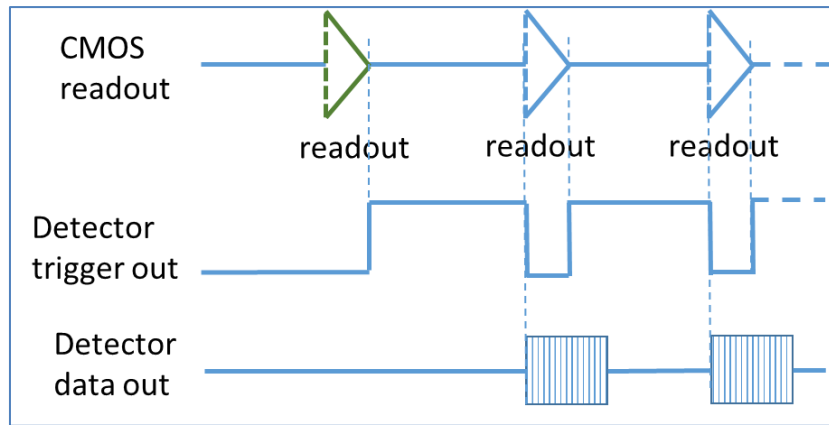 CMOS
readout
readout
readout
readout
Detector
trigger out
Detector
data out